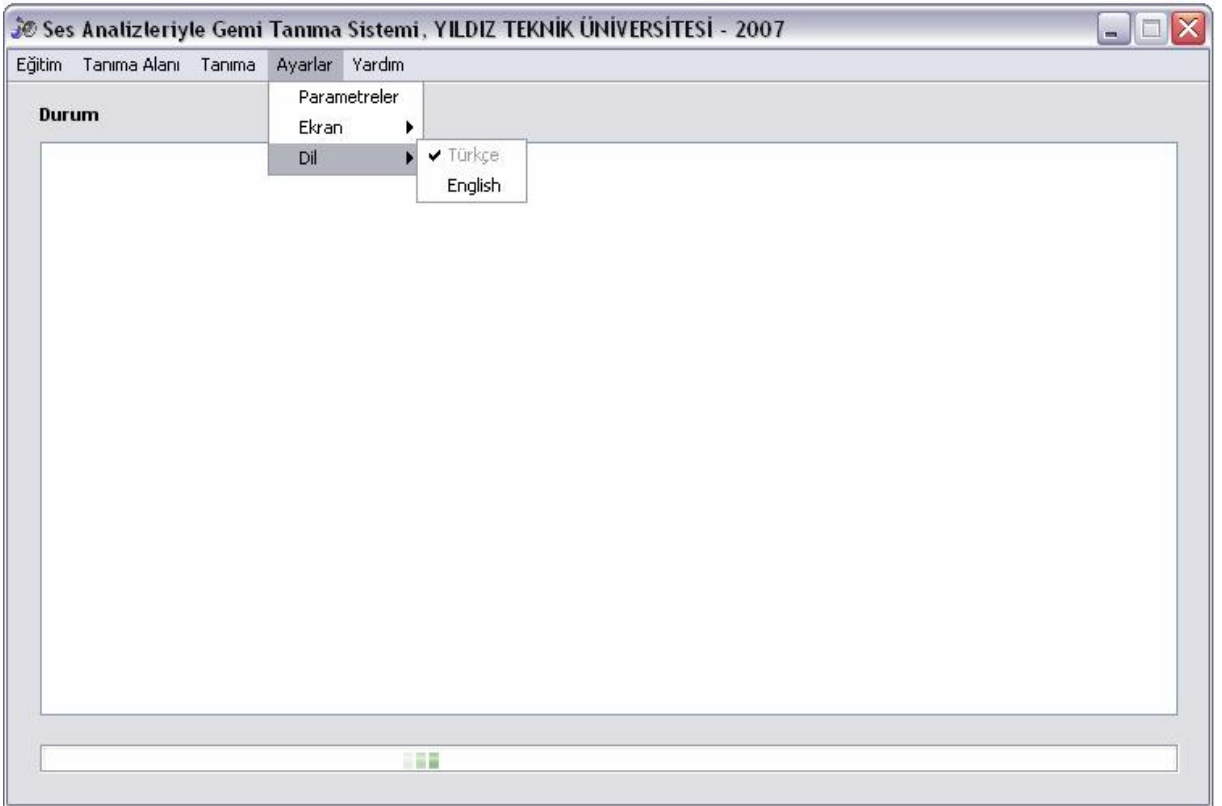 Ses Analizleriyle Gemi Tanıma Sistemi, YILDIZ TEKNİK ÜNİVERSİTESİ - 2007
Eğitim Tanıma Alanı Tanıma Ayarlar Yardım
Parametreler
Durum
Ekran
Dil
Türkçe
English